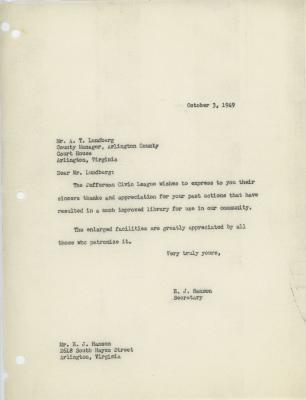 October 3, 1949
Mr. A. T. Lundberg
County Manager, Arlington County
Court House
Arlington, Virginia
Dear Mr. Lundberg:
The Jefferson Civic League wishes to express to you their
sincere thanks and appreciation for your past actions that have
resulted in a much improved library for use in our community.
The enlarged facilities are greatly appreciated by all
those who patronize it.
Very truly yours,
E. J. Hanson
Secretary
Mr. E. J. Hanson
2618 South Hayes Street
Arlington, Virginia